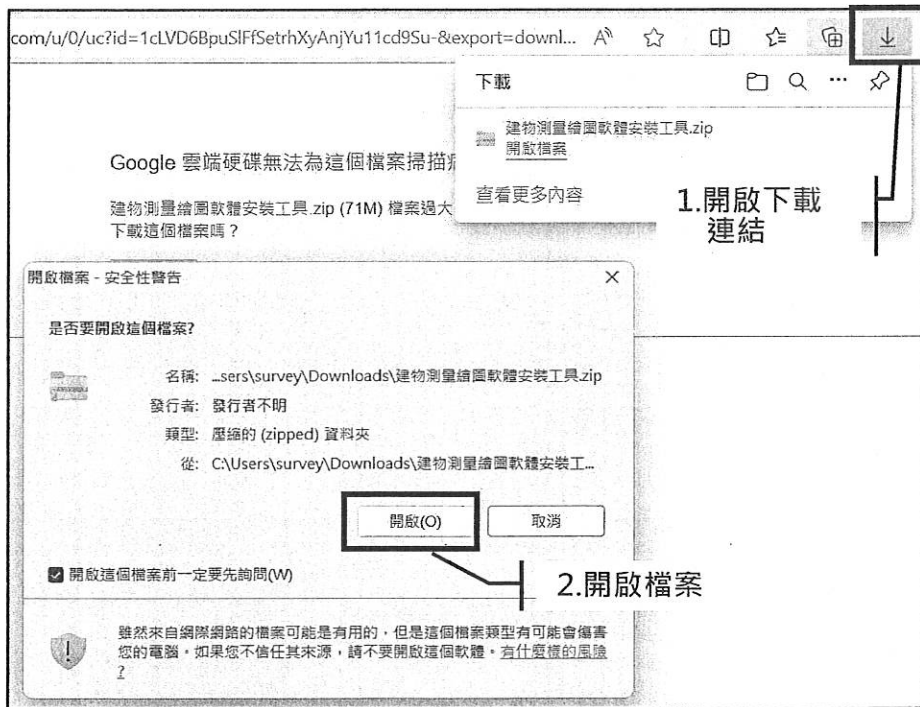 com/u/0/uc?id=1cLVD6BpuSlFfSetrhXyAnjYu11cd9Su-&export=downl...
下載
建物測量繪圖軟體安裝工具.zip
開啟檔案
查看更多內容
1.開啟下載
連結
Google 雲端硬碟無法為這個檔案掃描
建物測量繪圖軟體安裝工具.zip (71M) 檔案過大
下載這個檔案嗎？
開啟檔案 - 安全性警告
是否要開啟這個檔案?
名稱: ...sers\survey\Downloads\建物測量繪圖軟體安裝工具.zip
發行者: 發行者不明
類型: 壓縮的 (zipped) 資料夾
從: C:\Users\survey\Downloads\建物測量繪圖軟體安裝工...
開啟(O)
取消
開啟這個檔案前一定要先詢問(W)
2.開啟檔案
雖然來自網際網路的檔案可能是有用的，但是這個檔案類型有可能會傷害
您的電腦。如果您不信任其來源，請不要開啟這個軟體。有什麼樣的風險
?